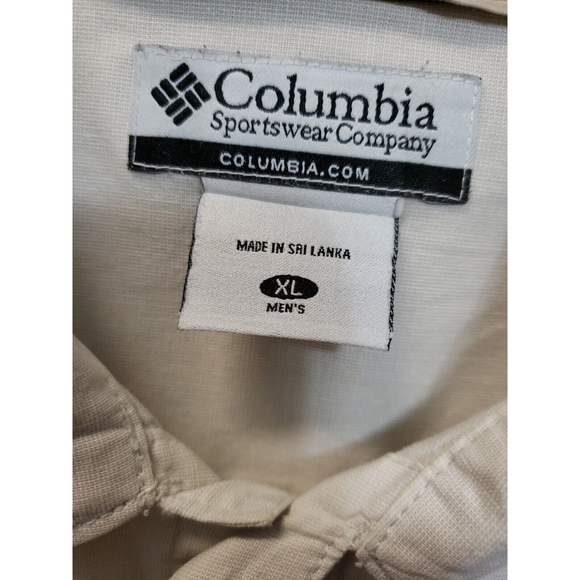 Columbia
Sportswear Company
COLUMBIA.COM
MADE IN SRI LANKA
XL
MEN'S